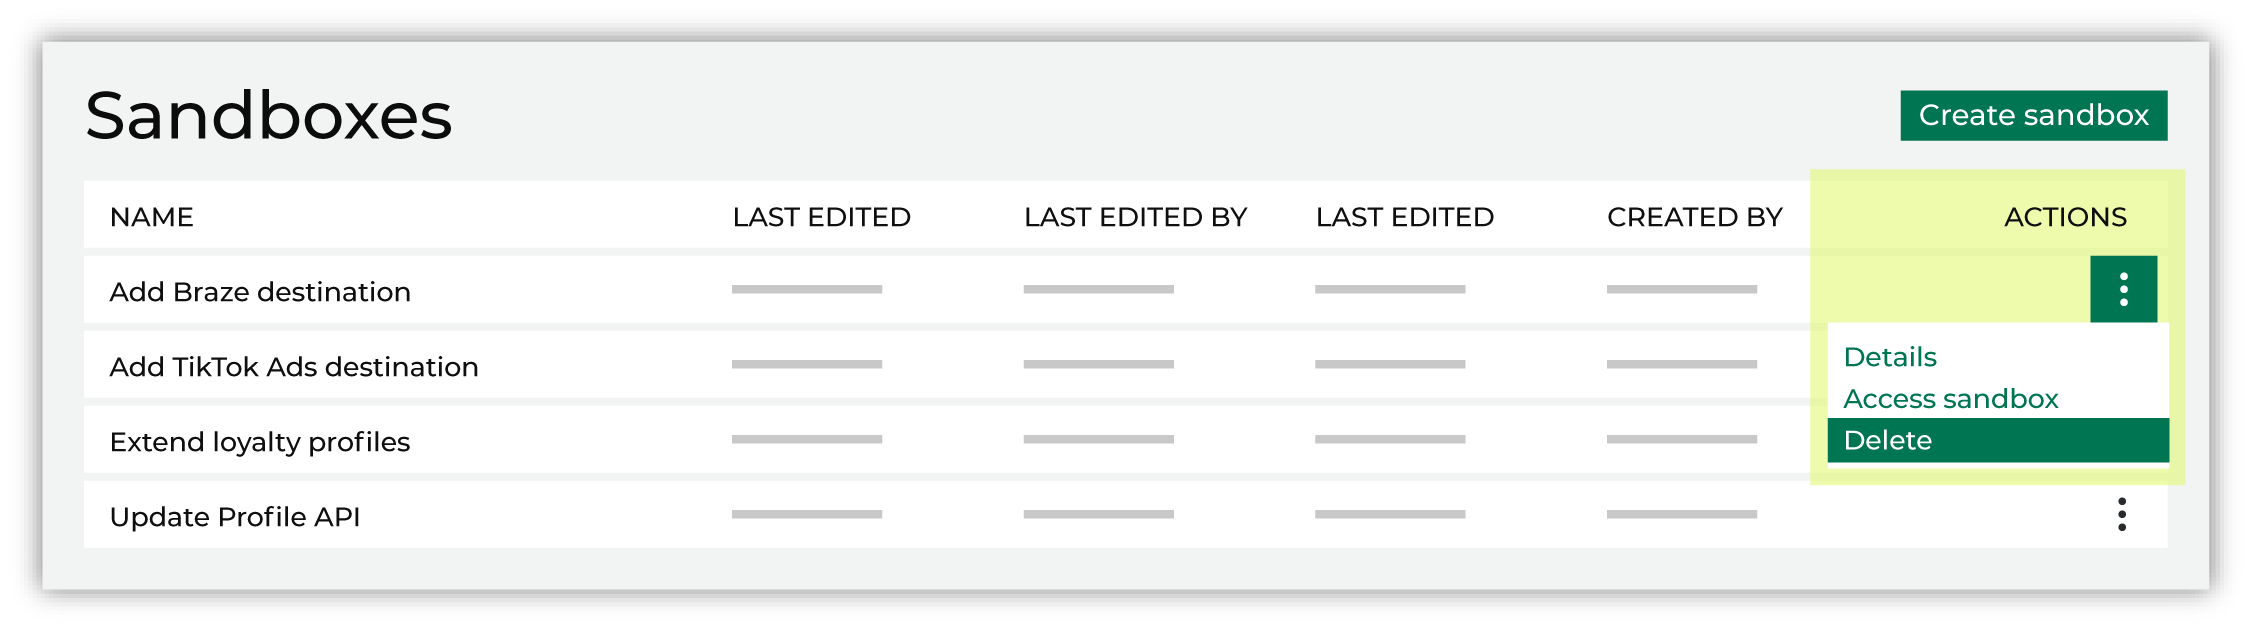 Sandboxes
Create sandbox
NAME LAST EDITED LAST EDITED BY LAST EDITED CREATED BY ACTIONS
Add Braze destination
Add TikTok Ads destination
Details
Access sandbox
Extend loyalty profiles
Delete
Update Profile API